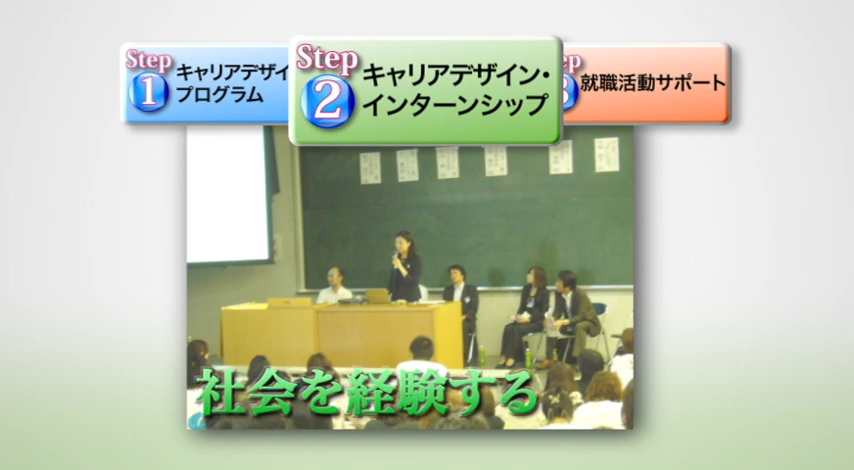 Step
1
キャリアデザイ
プログラム
Step
2
キャリアデザイン・
インターンシップ
ep
3
就職活動サポート
社会を経験する